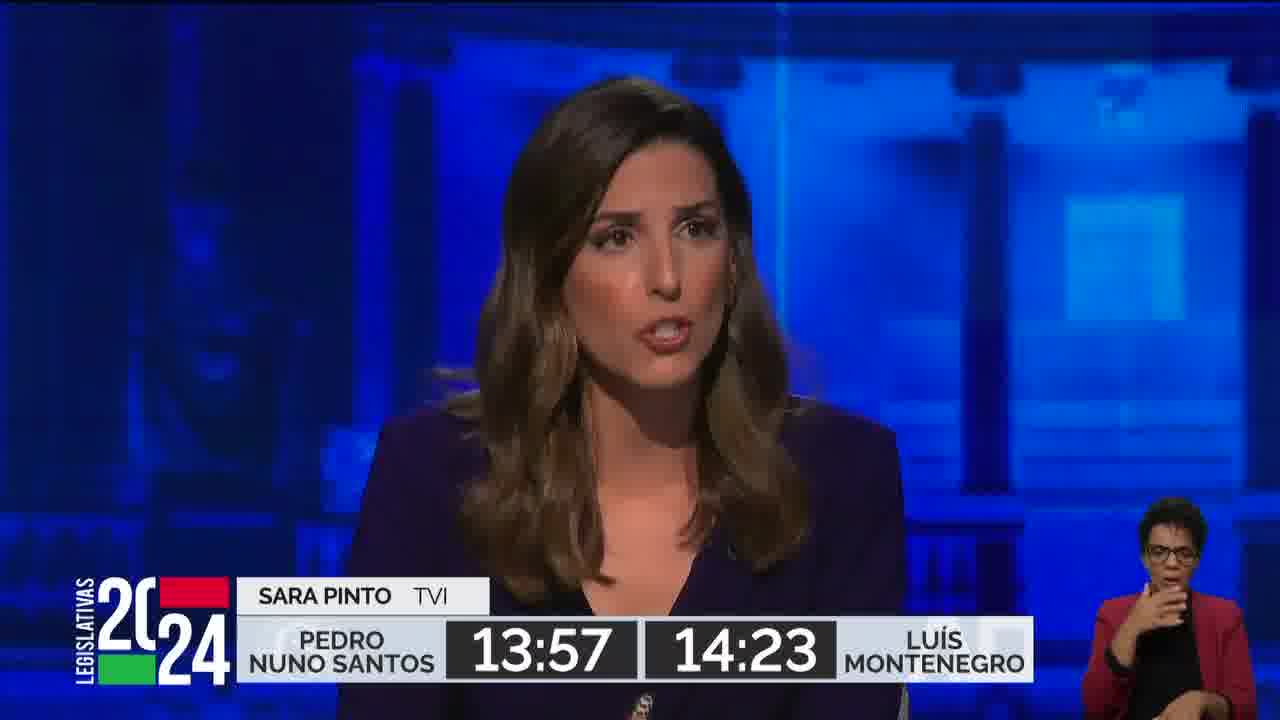 LEGISLATIVAS
2024
SARA PINTO TVI
PEDRO
NUNO SANTOS
13:57
14:23
LUÍS
MONTENEGRO